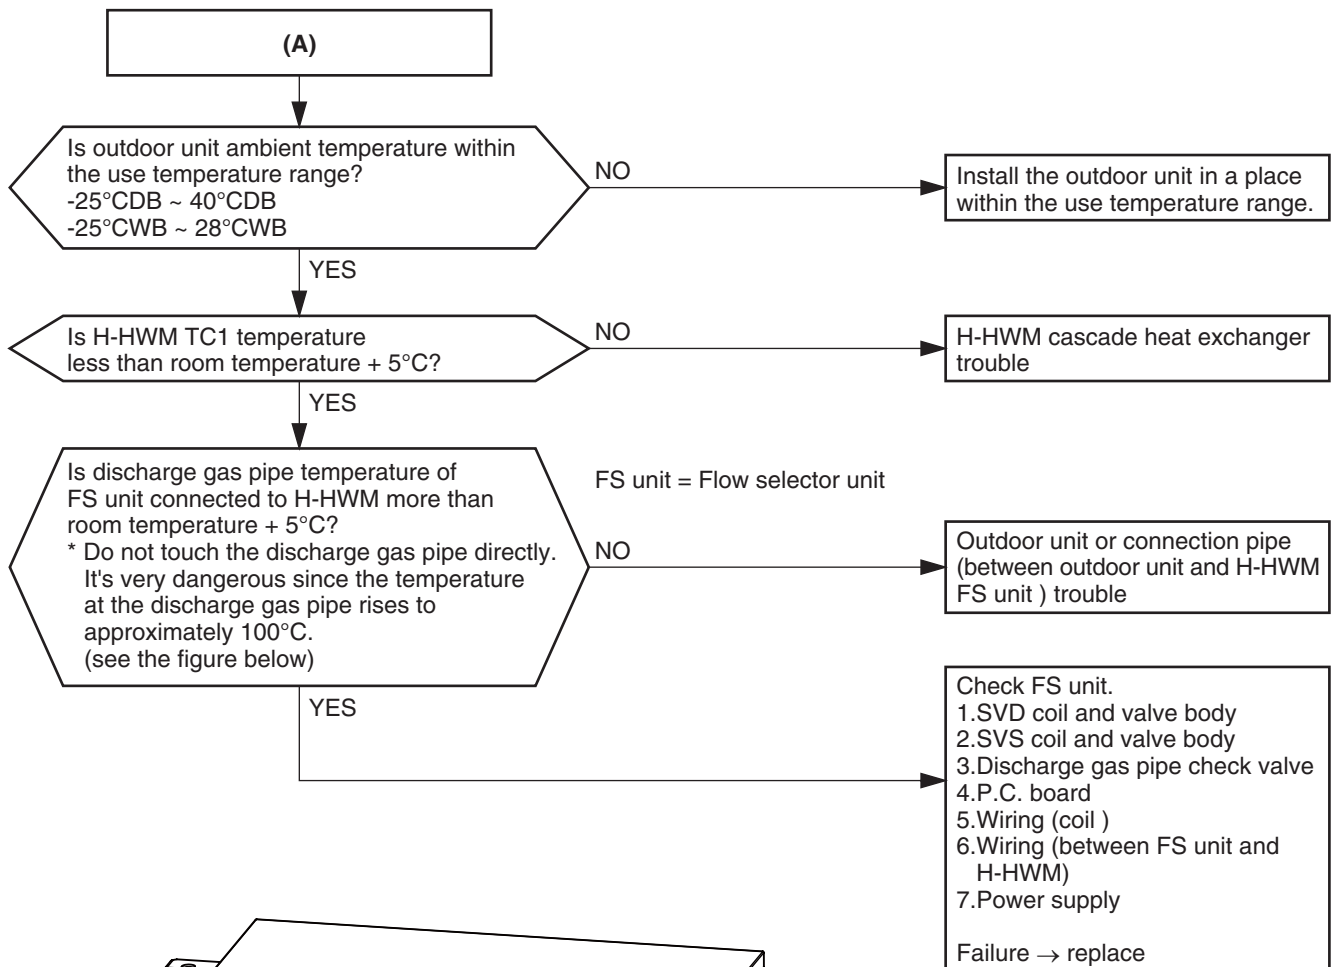 (A)
Is outdoor unit ambient temperature within
the use temperature range?
-25°CDB ~ 40°CDB
-25°CWB ~ 28°CWB
NO
Install the outdoor unit in a place
within the use temperature range.
YES
Is H-HWM TC1 temperature
less than room temperature + 5°C?
NO
H-HWM cascade heat exchanger
trouble
YES
Is discharge gas pipe temperature of
FS unit connected to H-HWM more than
room temperature + 5°C?
* Do not touch the discharge gas pipe directly.
It's very dangerous since the temperature
at the discharge gas pipe rises to
approximately 100°C.
(see the figure below)
FS unit = Flow selector unit
NO
Outdoor unit or connection pipe
(between outdoor unit and H-HWM
FS unit ) trouble
YES
Check FS unit.
1.SVD coil and valve body
2.SVS coil and valve body
3.Discharge gas pipe check valve
4.P.C. board
5.Wiring (coil )
6.Wiring (between FS unit and
H-HWM)
7.Power supply
Failure → replace